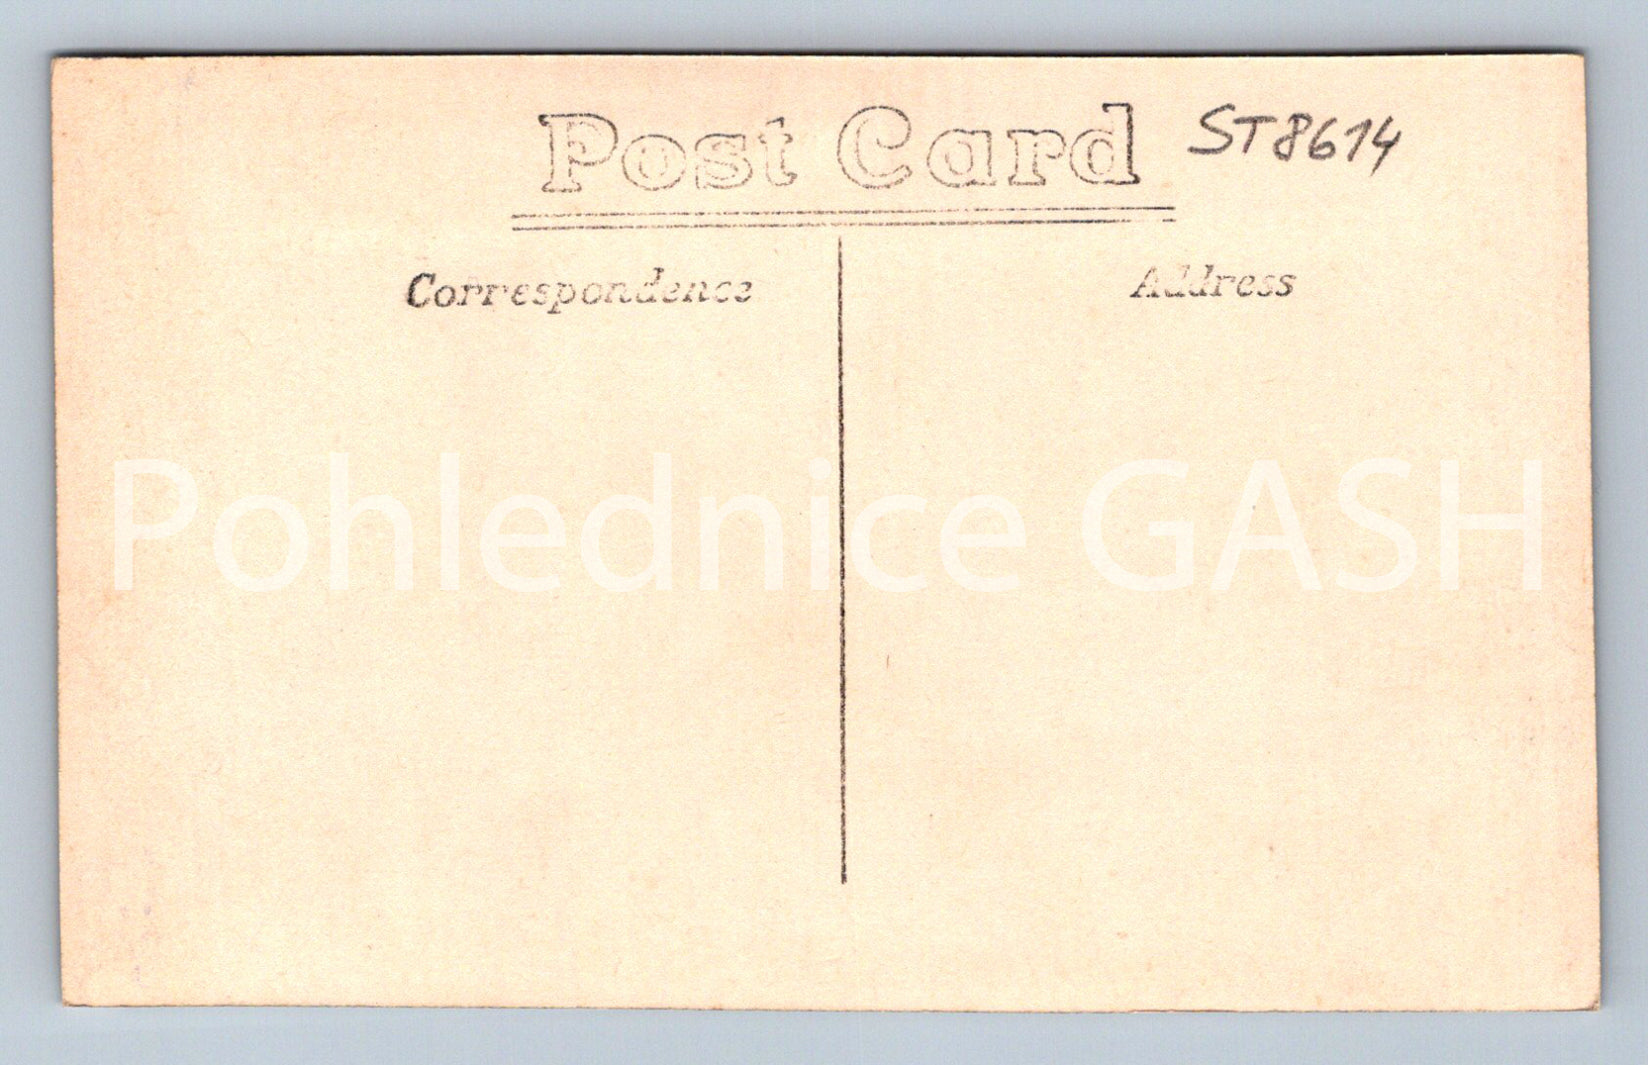 Post Card
ST8614
Correspondence
Address
Pohlednice GASH